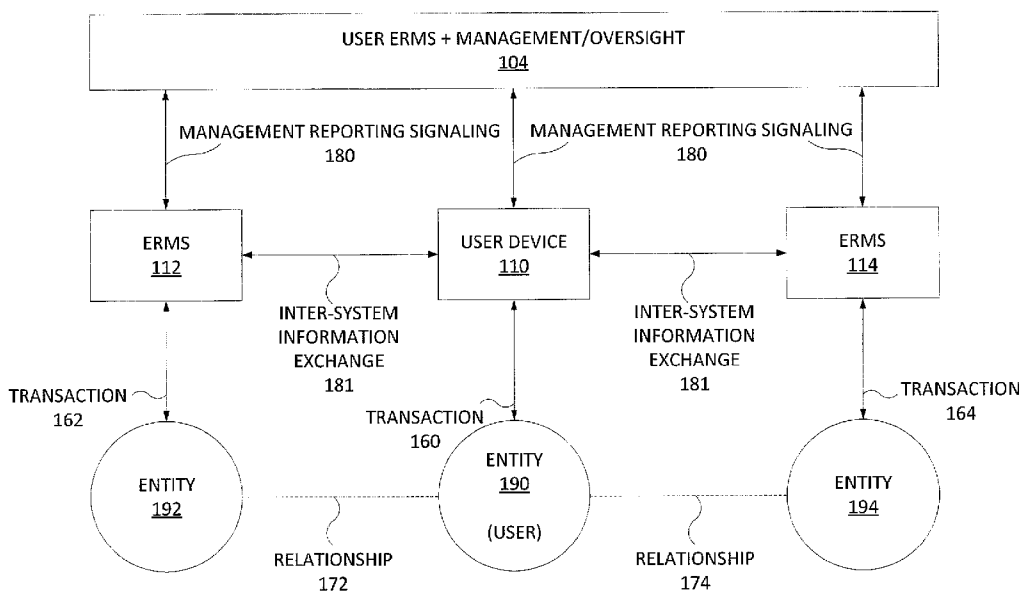 USER ERMS + MANAGEMENT/OVERSIGHT
104
MANAGEMENT REPORTING SIGNALING
180
MANAGEMENT REPORTING SIGNALING
180
ERMS
112
USER DEVICE
110
ERMS
114
INTER-SYSTEM
INFORMATION
EXCHANGE
181
INTER-SYSTEM
INFORMATION
EXCHANGE
181
TRANSACTION
162
TRANSACTION
160
TRANSACTION
164
ENTITY
192
ENTITY
190
(USER)
ENTITY
194
RELATIONSHIP
172
RELATIONSHIP
174